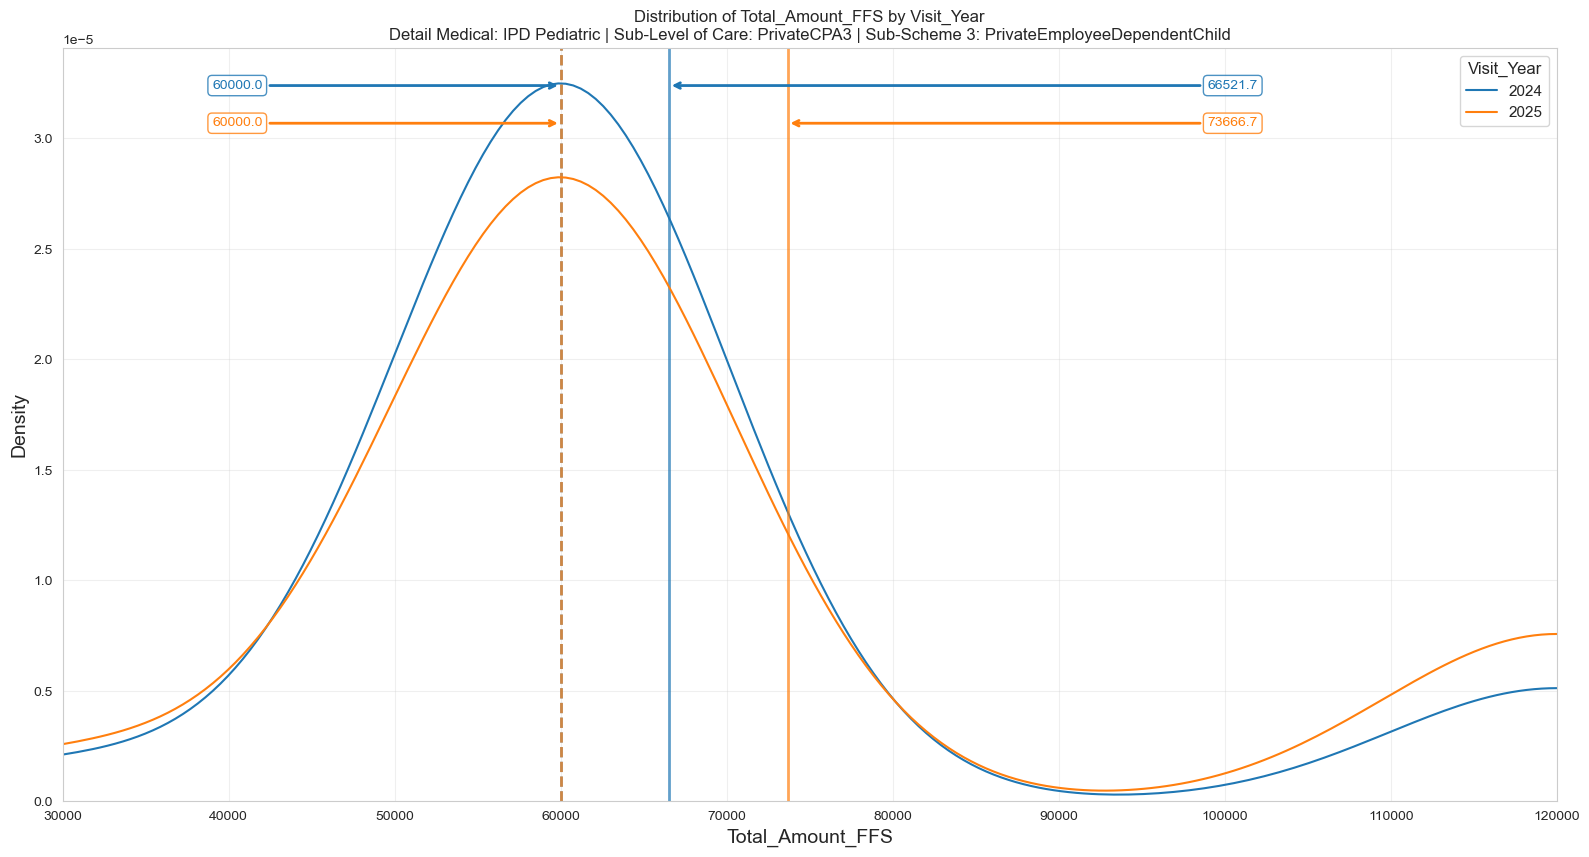 Distribution of Total_Amount_FFS by Visit_Year
Detail Medical: IPD Pediatric | Sub-Level of Care: PrivateCPA3 | Sub-Scheme 3: PrivateEmployeeDependentChild
1e−5
Visit_Year
2024
2025
60000.0
66521.7
60000.0
73666.7
3.0
2.5
2.0
1.5
1.0
0.5
0.0
Density
30000 40000 50000 60000 70000 80000 90000 100000 110000 120000
Total_Amount_FFS